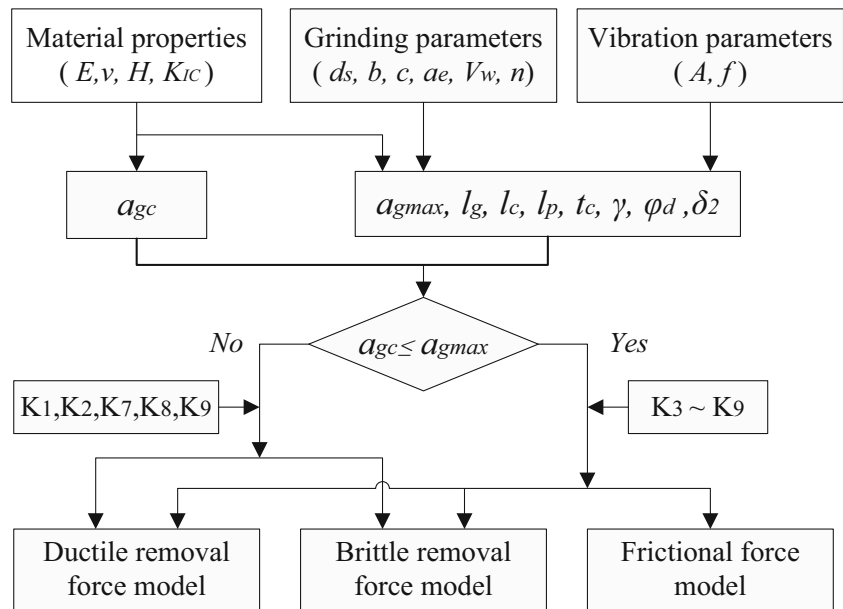 Material properties
( E,v, H, KIC)
Grinding parameters
( ds, b, c, ae, Vw, n)
Vibration parameters
( A, f )
agc
agmax, lg, lc, lp, tc, γ, φd ,δ2
agc≤ agmax
No
Yes
K1,K2,K7,K8,K9
K3 ~ K9
Ductile removal
force model
Brittle removal
force model
Frictional force
model